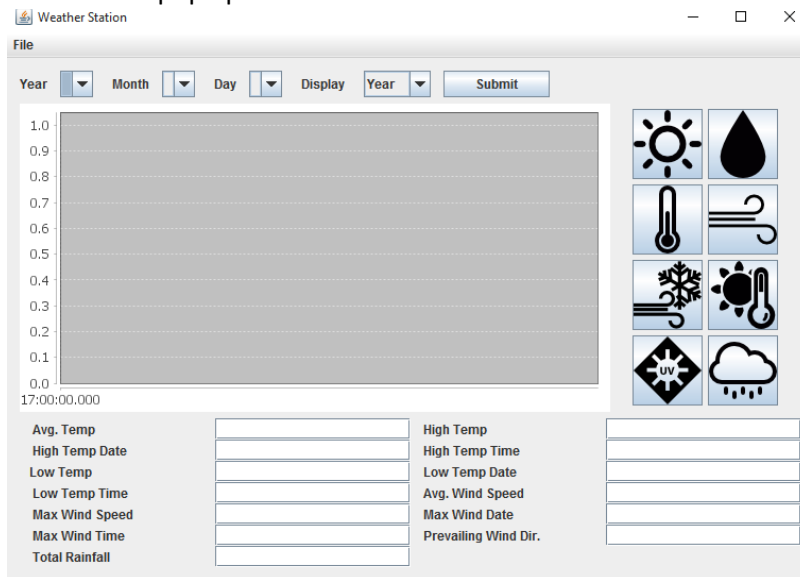 Weather Station
File
Year Month Day Display Year Submit
1.0
0.9
0.8
0.7
0.6
0.5
0.4
0.3
0.2
0.1
0.0
17:00:00.000
UV
Avg. Temp High Temp
High Temp Date High Temp Time
Low Temp Low Temp Date
Low Temp Time Avg. Wind Speed
Max Wind Speed Max Wind Date
Max Wind Time Prevailing Wind Dir.
Total Rainfall